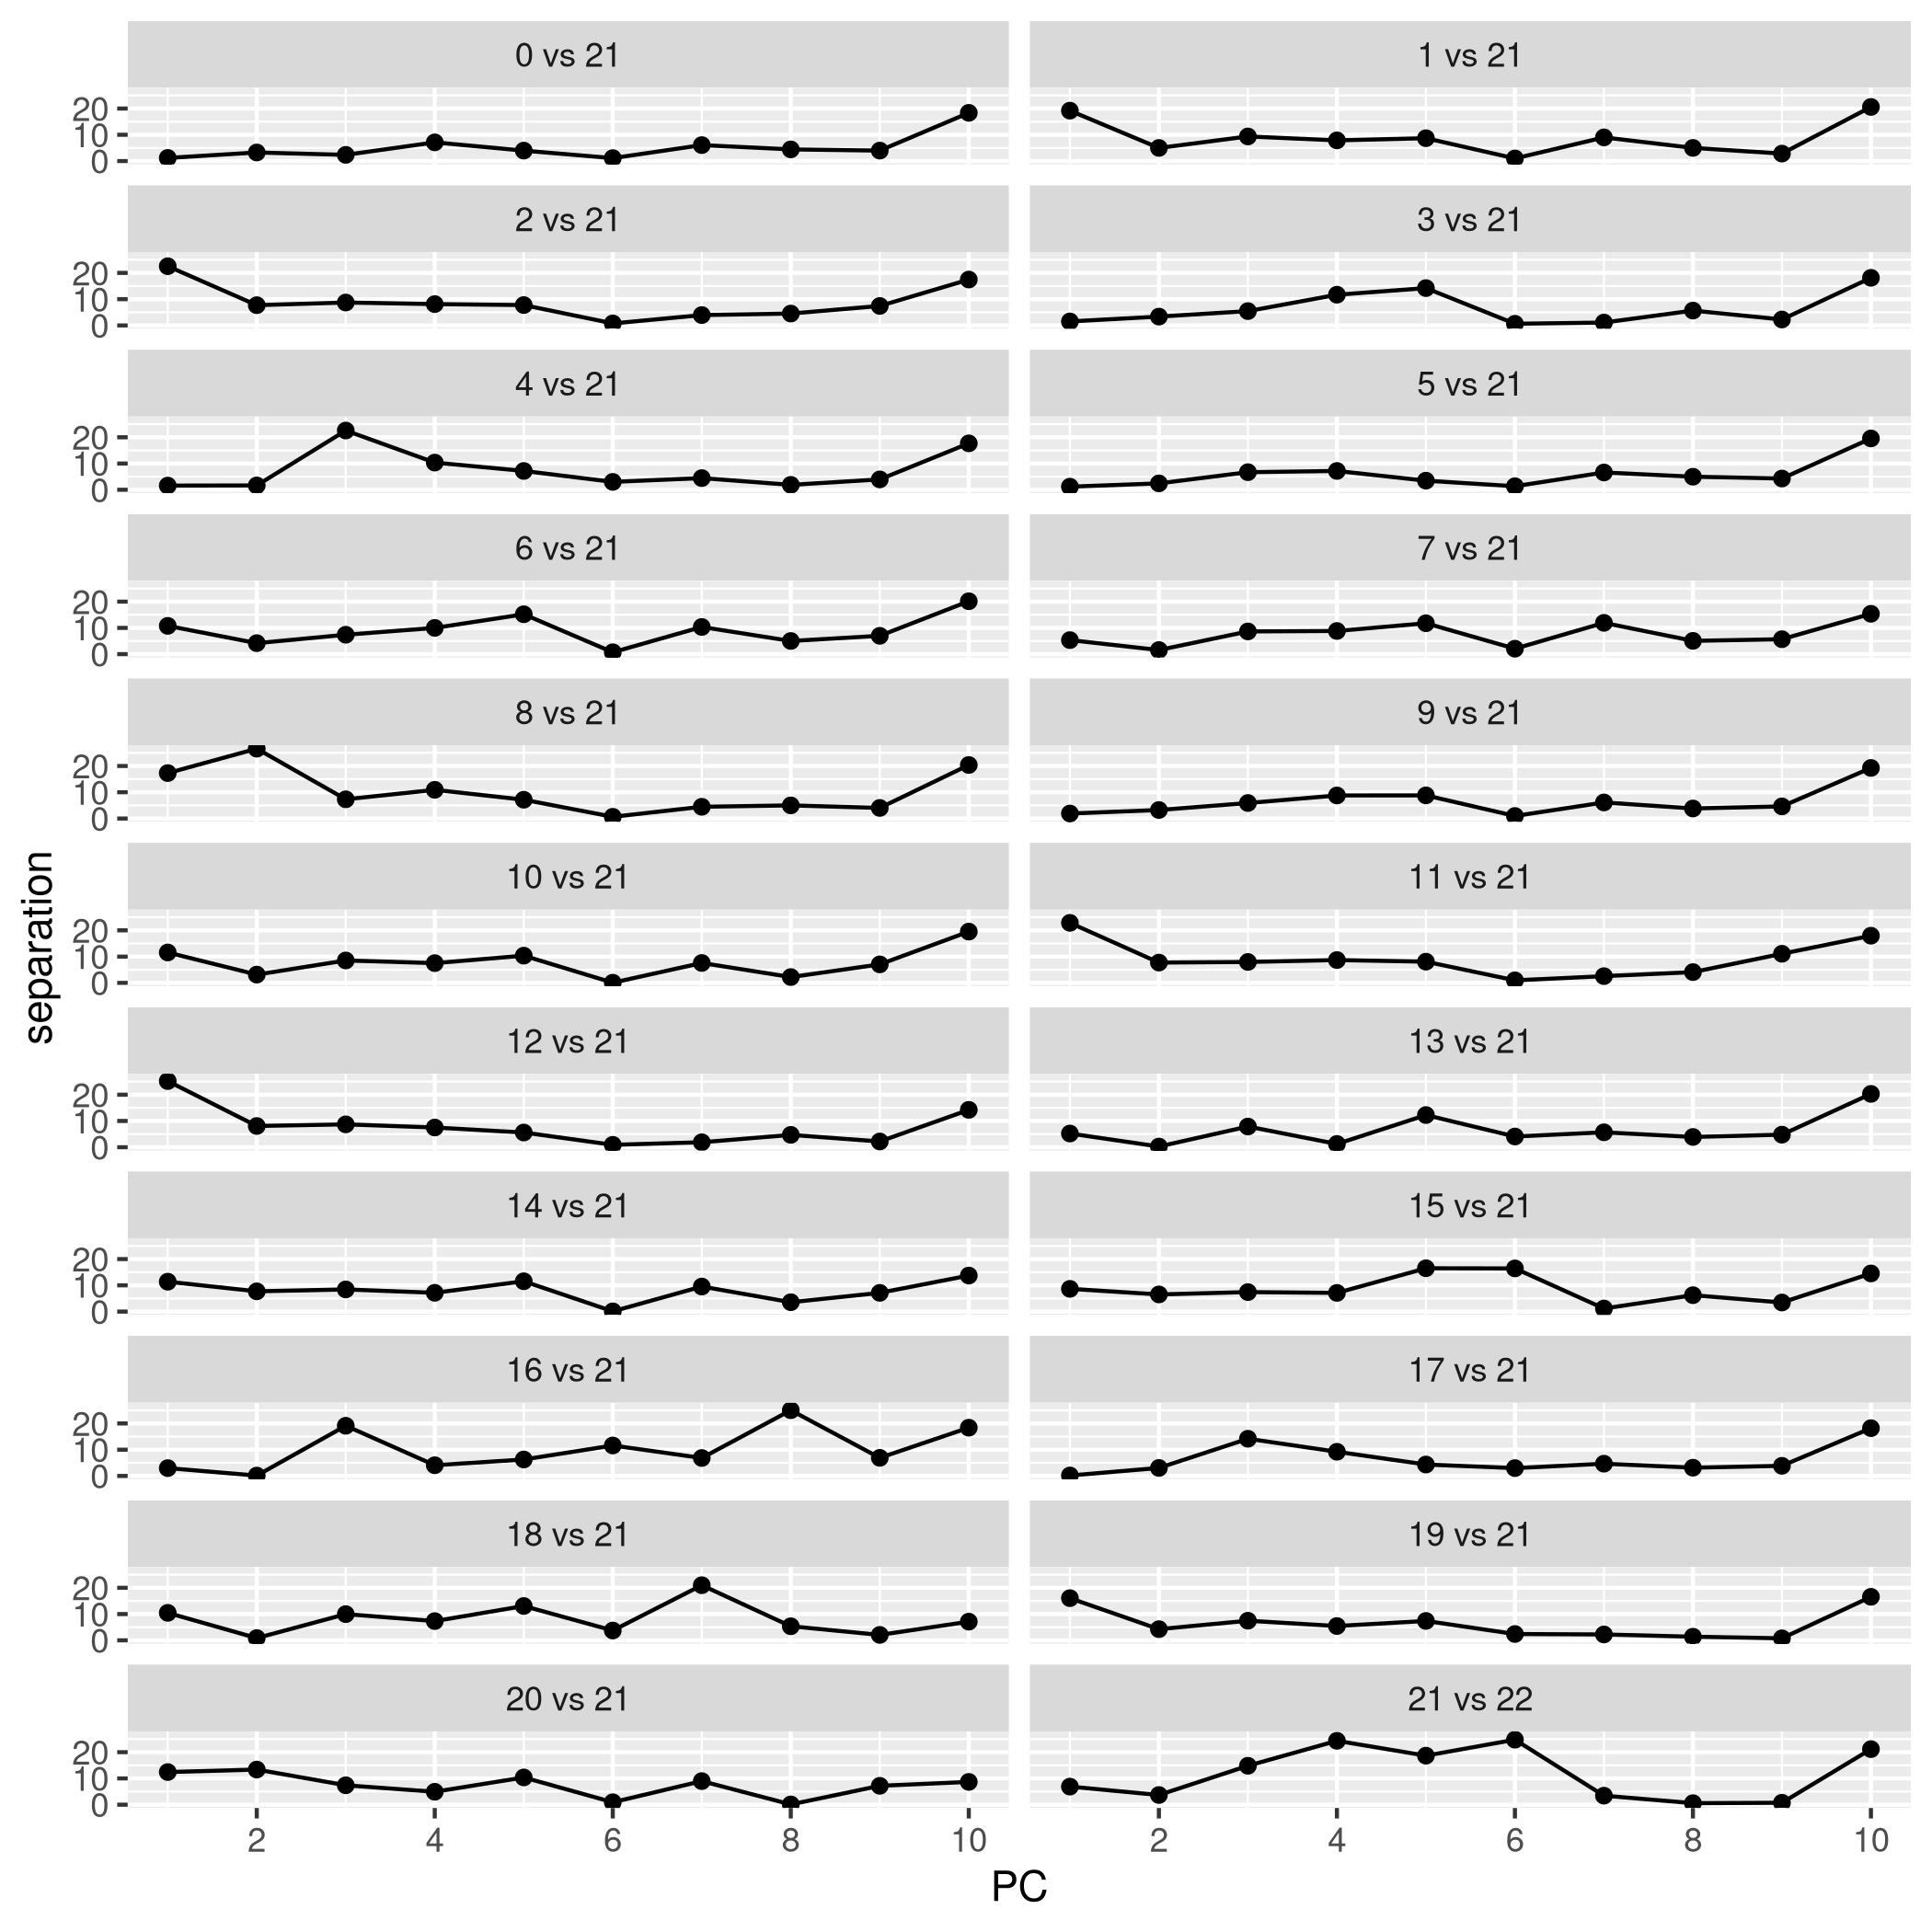 0 vs 21
1 vs 21
20
10
0
2 vs 21
3 vs 21
20
10
0
4 vs 21
5 vs 21
20
10
0
6 vs 21
7 vs 21
20
10
0
8 vs 21
9 vs 21
20
10
0
10 vs 21
11 vs 21
20
10
0
12 vs 21
13 vs 21
20
10
0
14 vs 21
15 vs 21
20
10
0
16 vs 21
17 vs 21
20
10
0
18 vs 21
19 vs 21
20
10
0
20 vs 21
21 vs 22
20
10
0
2 4 6 8 10
2 4 6 8 10
PC
separation